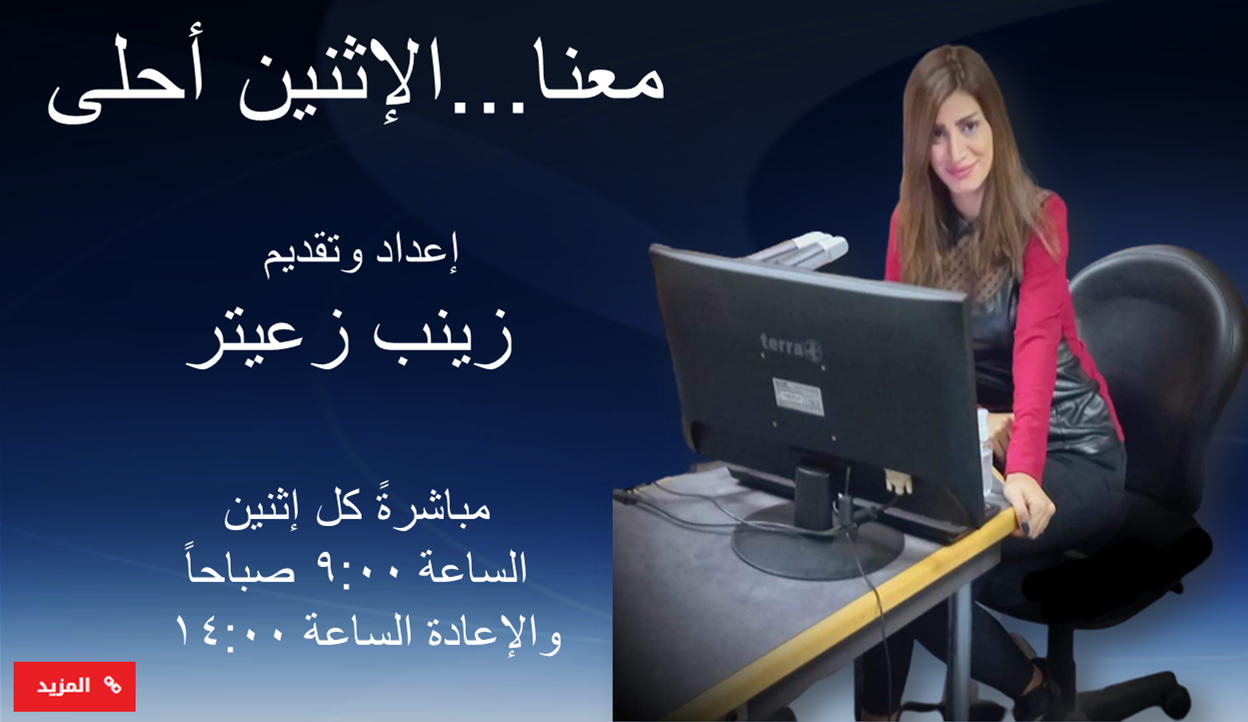 معنا...الإثنين أحلى
إعداد وتقديم
زينب زعيتر
مباشرةً كل إثنين
الساعة ٩:٠٠ صباحاً
والإعادة الساعة ١٤:٠٠
terra
المزيد